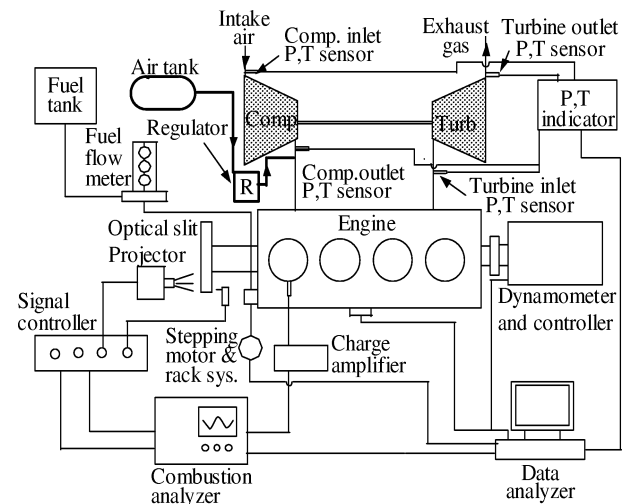 Intake
air
Comp. inlet
P,T sensor
Exhaust
gas
Turbine outlet
P,T sensor
Air tank
Fuel
tank
Regulator
Fuel
flow
meter
Comp
Turb
P,T
indicator
R
Comp.outlet
P,T sensor
Turbine inlet
P,T sensor
Optical slit
Projector
Engine
Dynamometer
and controller
Signal
controller
Stepping
motor &
rack sys.
Charge
amplifier
Combustion
analyzer
Data
analyzer